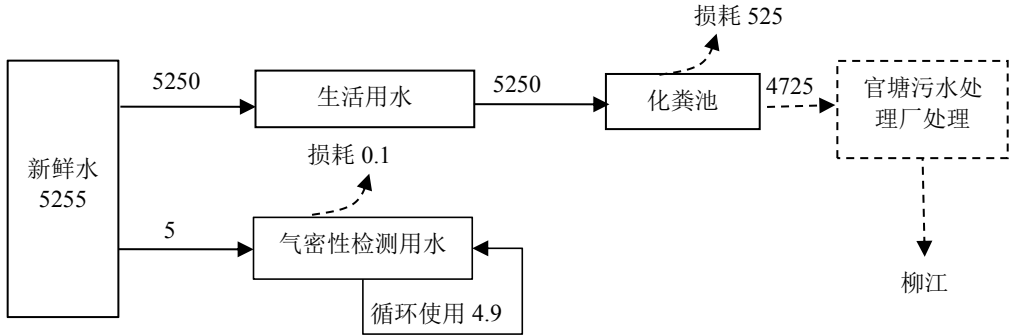 损耗 525
5250
生活用水
5250
化粪池
4725
官塘污水处
理厂处理
损耗 0.1
新鲜水
5255
5
气密性检测用水
循环使用 4.9
柳江